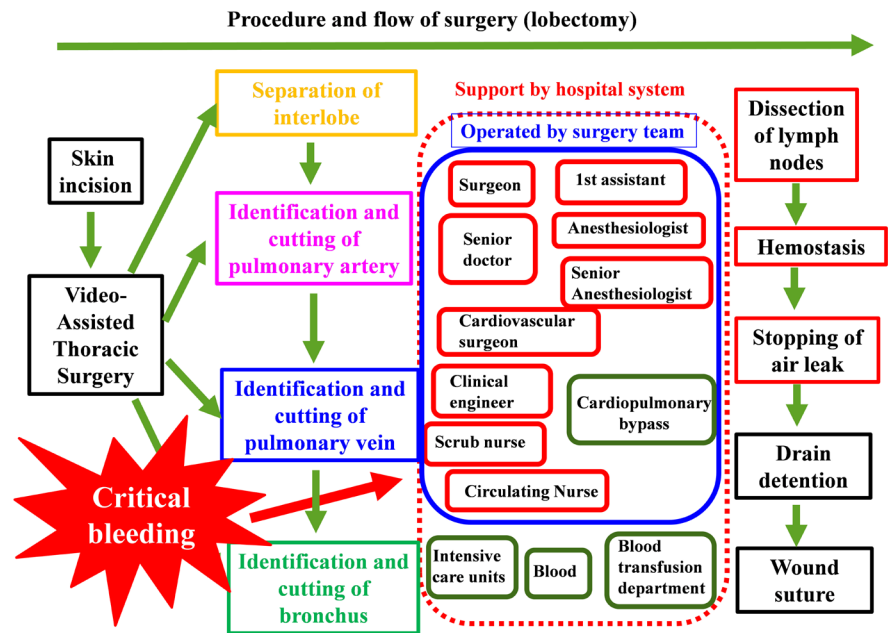 Procedure and flow of surgery (lobectomy)
Skin
incision
Video-
Assisted
Thoracic
Surgery
Critical
bleeding
Separation of
interlobe
Identification and
cutting of
pulmonary artery
Identification and
cutting of
pulmonary vein
Identification and
cutting of
bronchus
Support by hospital system
Operated by surgery team
Surgeon
1st assistant
Senior
doctor
Anesthesiologist
Senior
Anesthesiologist
Cardiovascular
surgeon
Clinical
engineer
Cardiopulmonary
bypass
Scrub nurse
Circulating Nurse
Intensive
care units
Blood
Blood
transfusion
department
Dissection
of lymph
nodes
Hemostasis
Stopping of
air leak
Drain
detention
Wound
suture